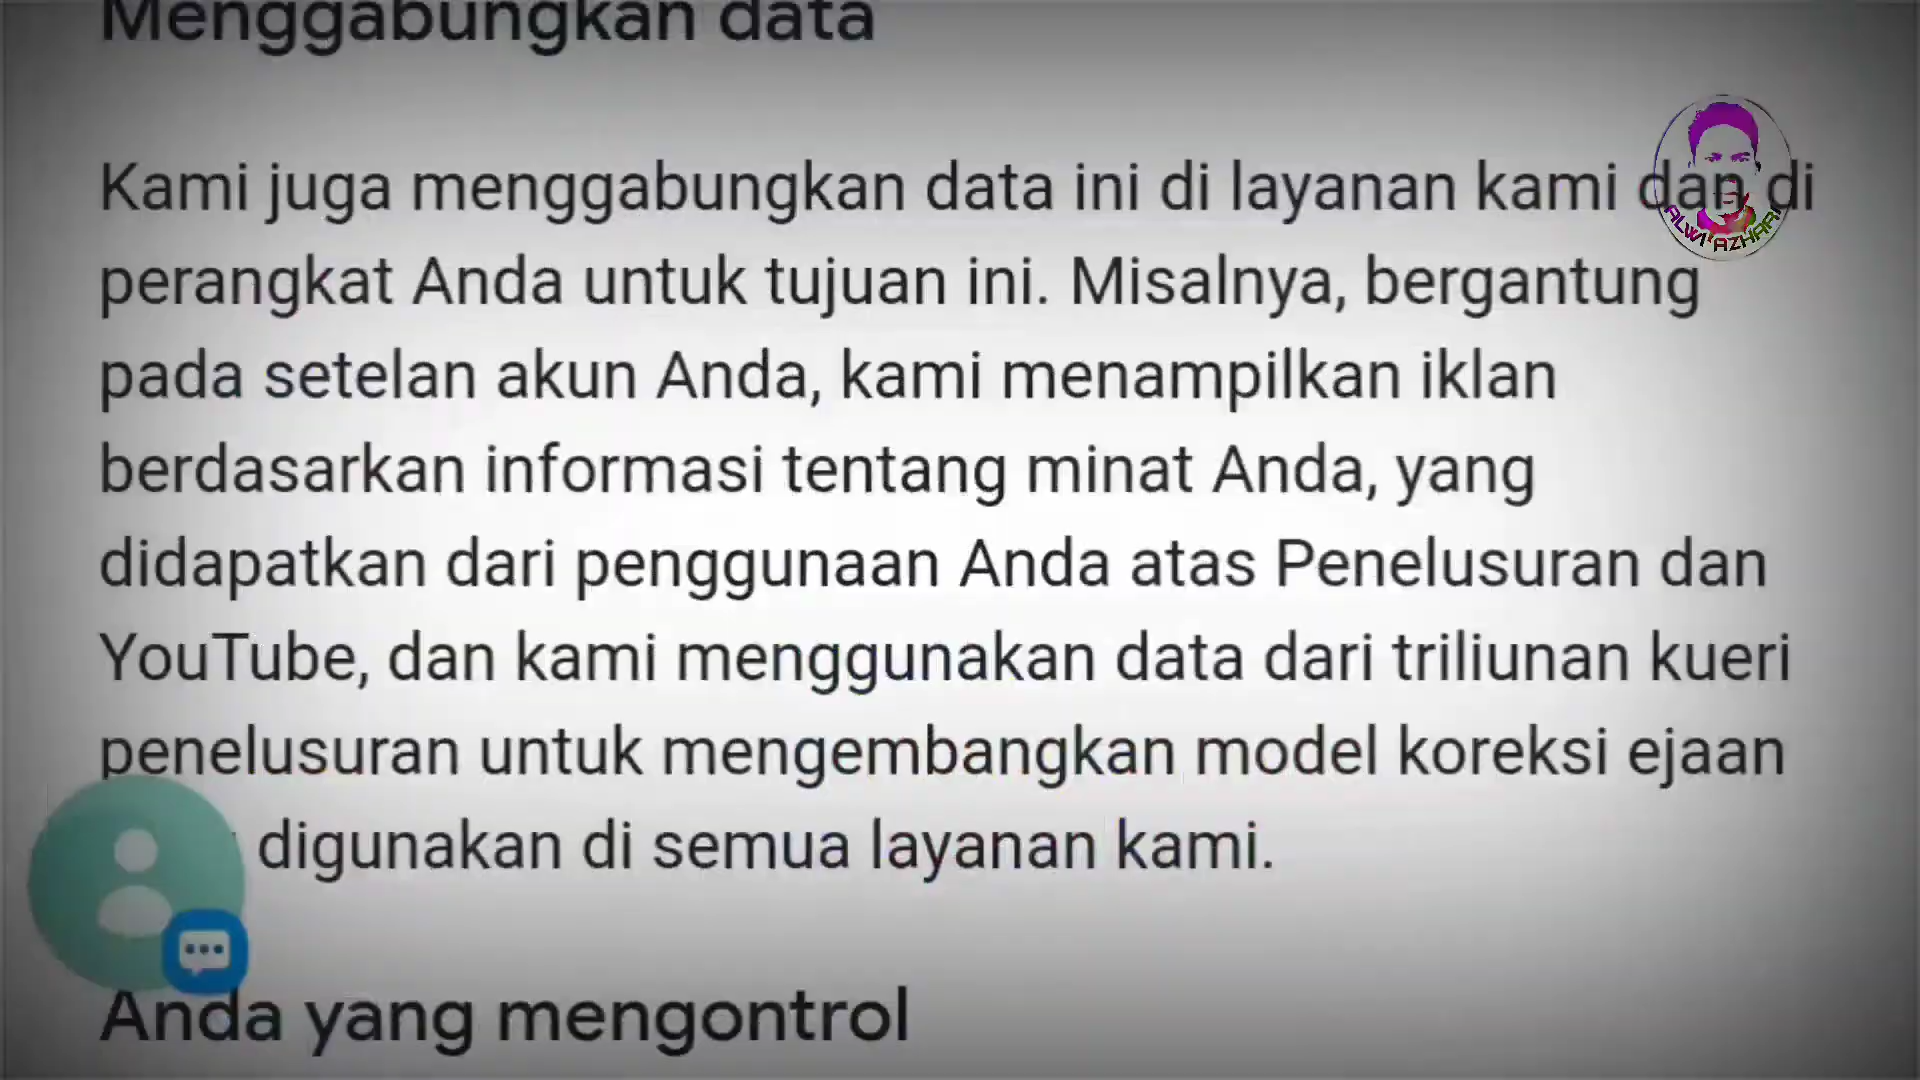 Menggabungkan data
Kami juga menggabungkan data ini di layanan kami dan di
perangkat Anda untuk tujuan ini. Misalnya, bergantung
pada setelan akun Anda, kami menampilkan iklan
berdasarkan informasi tentang minat Anda, yang
didapatkan dari penggunaan Anda atas Penelusuran dan
YouTube, dan kami menggunakan data dari triliunan kueri
penelusuran untuk mengembangkan model koreksi ejaan
digunakan di semua layanan kami.
Anda yang mengontrol
ALWI AZHARI